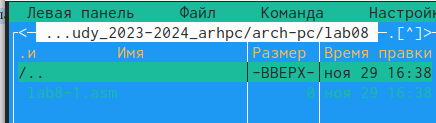 Левая панель Файл Команда Настройк
<— ...udy_2023-2024_arhpc/arch-pc/lab08 —.[^]>
.и Имя Размер Время правки
/.. -ВВЕРХ- ноя 29 16:38
lab8-1.asm 0 ноя 29 16:38